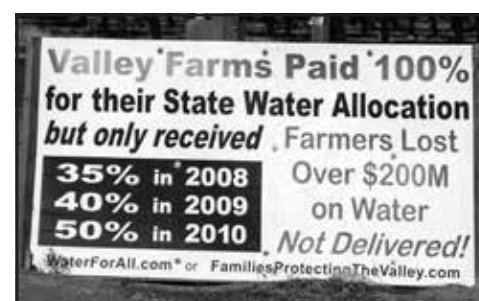 Valley Farms Paid 100%
for their State Water Allocation
but only received
35% in 2008
40% in 2009
50% in 2010
Farmers Lost
Over $200M
on Water
Not Delivered!
WaterForAll.com or FamiliesProtectingTheValley.com